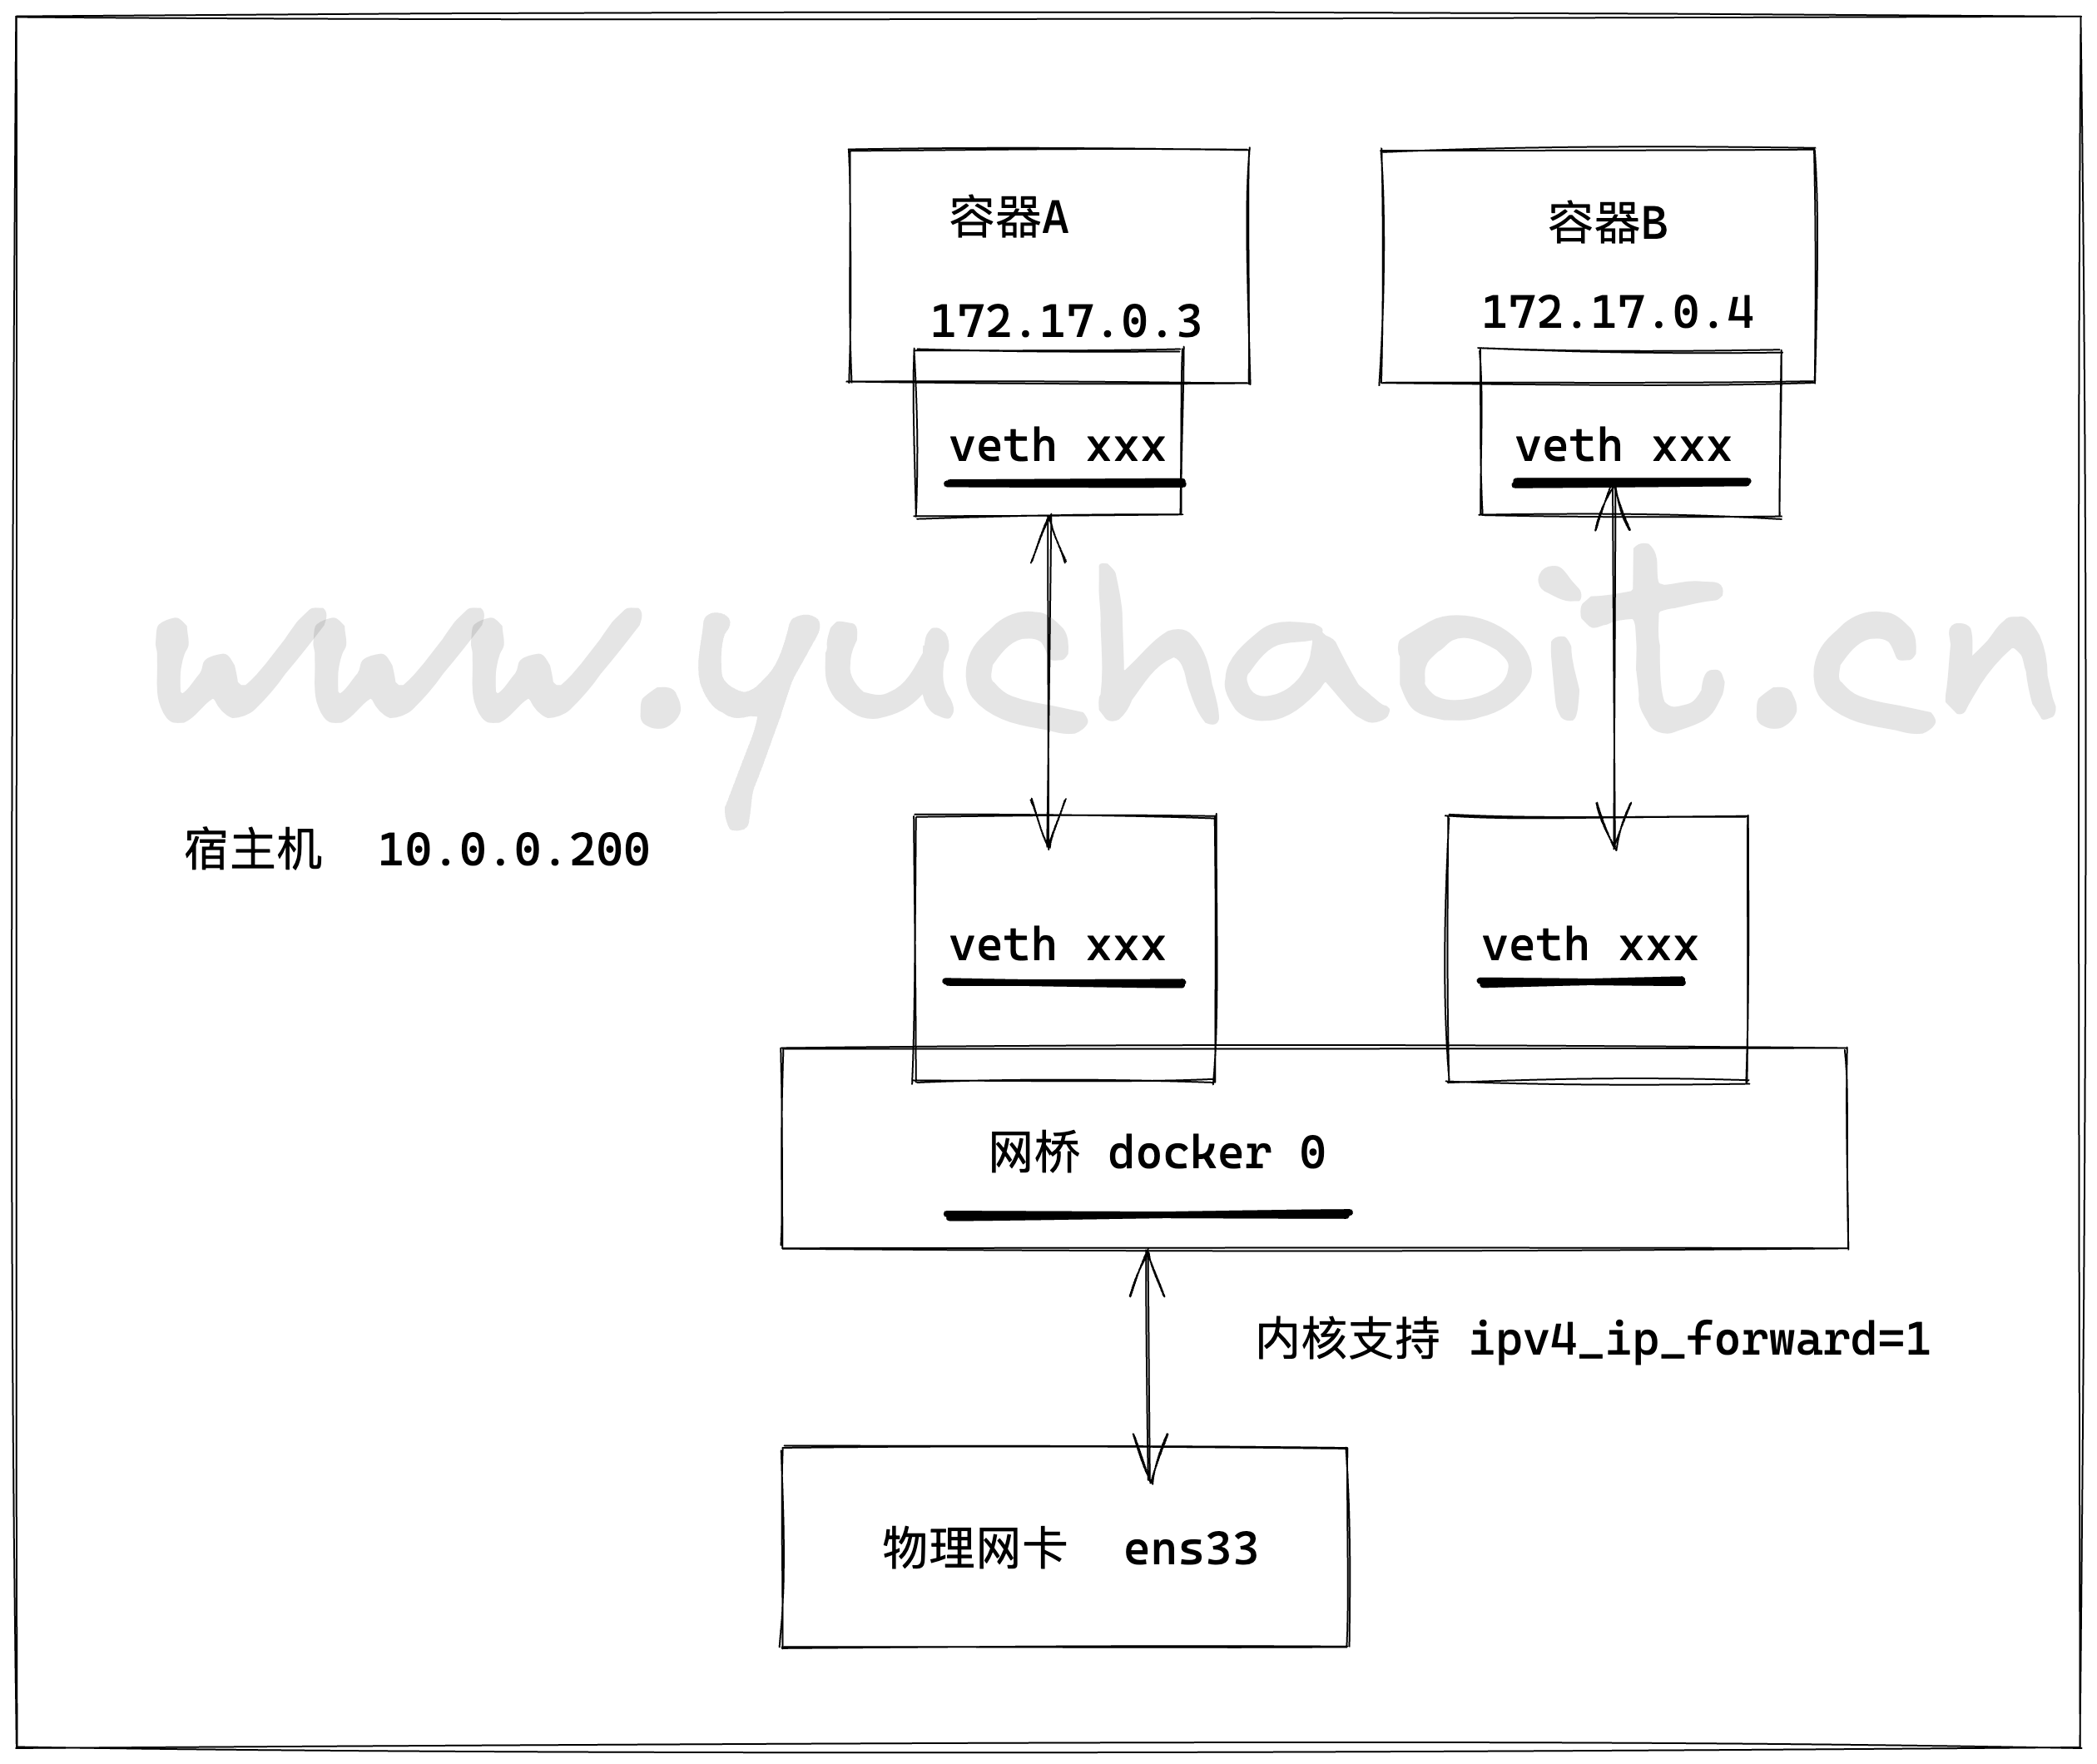 容器A
容器B
172.17.0.3
172.17.0.4
veth xxx
veth xxx
www.yuchaoit.cn
宿主机  10.0.0.200
veth xxx
veth xxx
网桥 docker 0
内核支持 ipv4_ip_forward=1
物理网卡  ens33